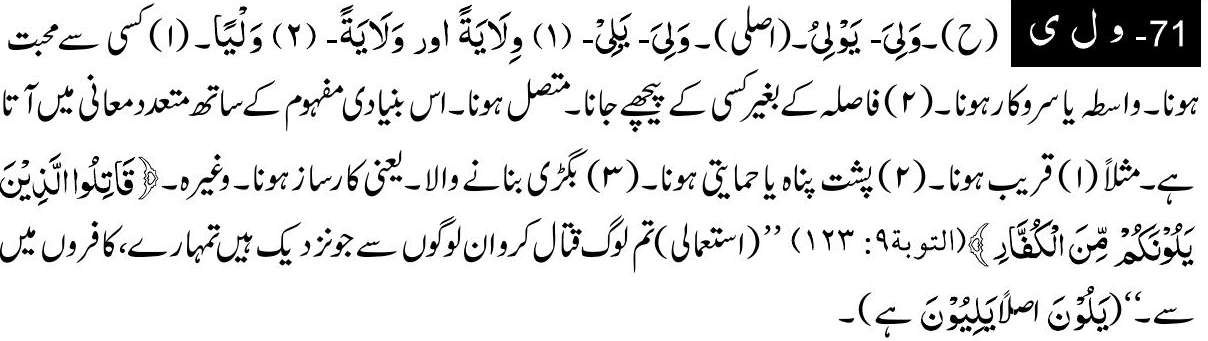 71- و ل ی (ح)۔وَلِیَ- یَوْلِیُ۔(اصلی)۔وَلِیَ- یَلِیْ- (۱) وِلَایَةً اور وَلَایَةً- (۲) وَلْیًا۔(۱) کسی سے محبت
ہونا۔واسطہ یا سروکار ہونا۔(۲) فاصلہ کے بغیر کسی کے پیچھے جانا۔متصل ہونا۔اس بنیادی مفہوم کے ساتھ متعدد معانی میں آتا
ہے۔مثلاً (۱) قریب ہونا۔(۲) پشت پناہ یا حمایتی ہونا۔(۳) بگڑی بنانے والا۔یعنی کارساز ہونا۔وغیرہ۔﴿قَاتِلُوا الَّذِیْنَ
یَلُوْنَکُمْ مِّنَ الْکُفَّارِ﴾(التوبة۹: ۱۲۳) ’’(استعمالی) تم لوگ قتال کرو ان لوگوں سے جو نزدیک ہیں تمہارے، کافروں میں
سے۔‘‘(یَلُوْنَ اصلاً یَلِیُوْنَ ہے)۔